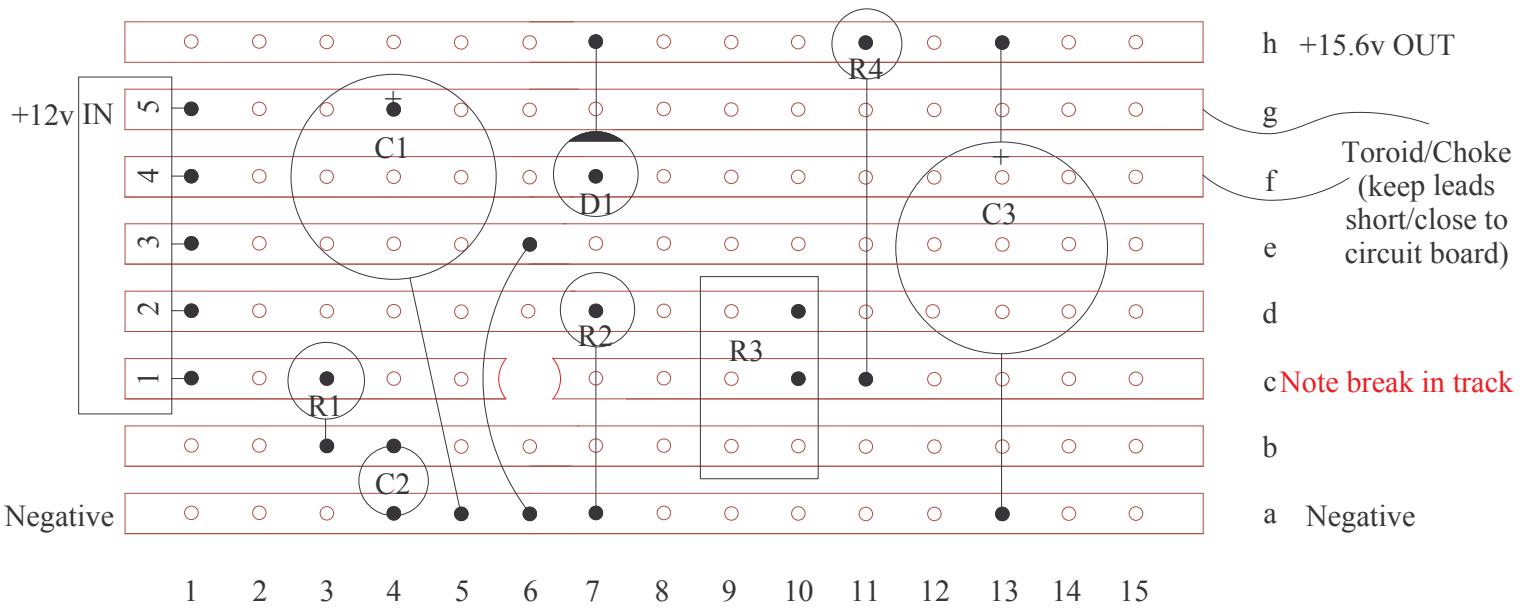 h +15.6v OUT
R4
+12v IN
5
+
C1
g
Toroid/Choke
(keep leads
short/close to
circuit board)
4
D1
+
f
C3
3
e
2
R2
d
R3
1
R1
c Note break in track
b
C2
Negative
a Negative
1 2 3 4 5 6 7 8 9 10 11 12 13 14 15